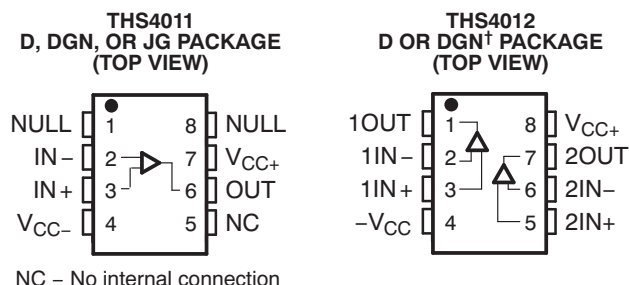 THS4011
D, DGN, OR JG PACKAGE
(TOP VIEW)
NULL 1 8 NULL
IN− 2 7 VCC+
IN+ 3 6 OUT
VCC− 4 5 NC
NC − No internal connection
THS4012
D OR DGN† PACKAGE
(TOP VIEW)
1OUT 1 8 VCC+
1IN− 2 7 2OUT
1IN+ 3 6 2IN−
−VCC 4 5 2IN+